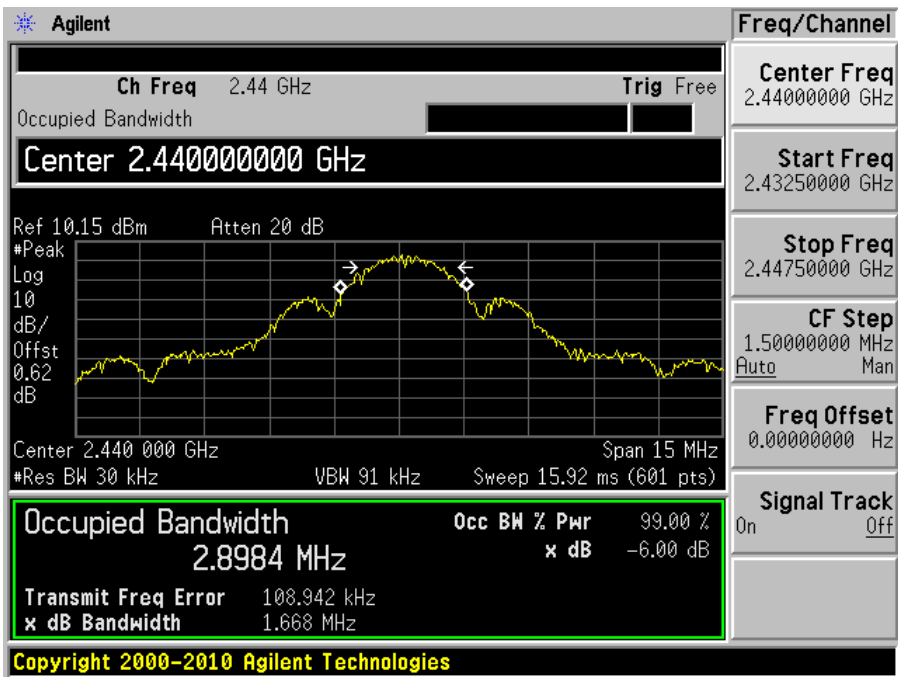 Agilent
Freq/Channel
Ch Freq 2.44 GHz Trig Free
Occupied Bandwidth
Center 2.440000000 GHz
Ref 10.15 dBm Atten 20 dB
#Peak
Log
10
dB/
Offst
0.62
dB
Center 2.440 000 GHz Span 15 MHz
#Res BW 30 kHz VBW 91 kHz Sweep 15.92 ms (601 pts)
Occupied Bandwidth
2.8984 MHz
Occ BW % Pwr 99.00 %
x dB -6.00 dB
Transmit Freq Error 108.942 kHz
x dB Bandwidth 1.668 MHz
Center Freq
2.44000000 GHz
Start Freq
2.43250000 GHz
Stop Freq
2.44750000 GHz
CF Step
1.50000000 MHz
Auto Man
Freq Offset
0.00000000 Hz
Signal Track
On Off
Copyright 2000-2010 Agilent Technologies